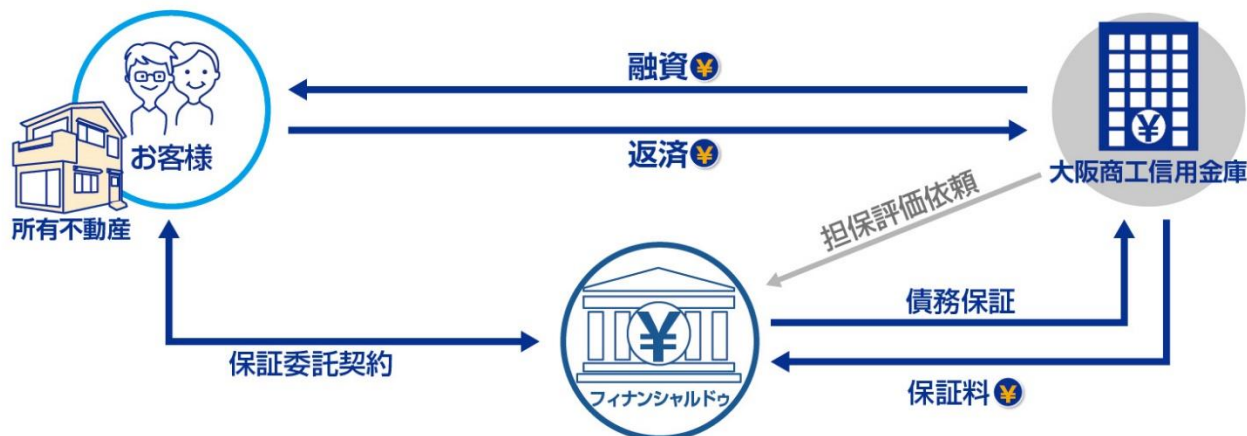 融資¥
返済¥
お客様
所有不動産
¥
大阪商工信用金庫
担保評価依頼
¥
フィナンシャルドゥ
債務保証
保証委託契約
保証料¥